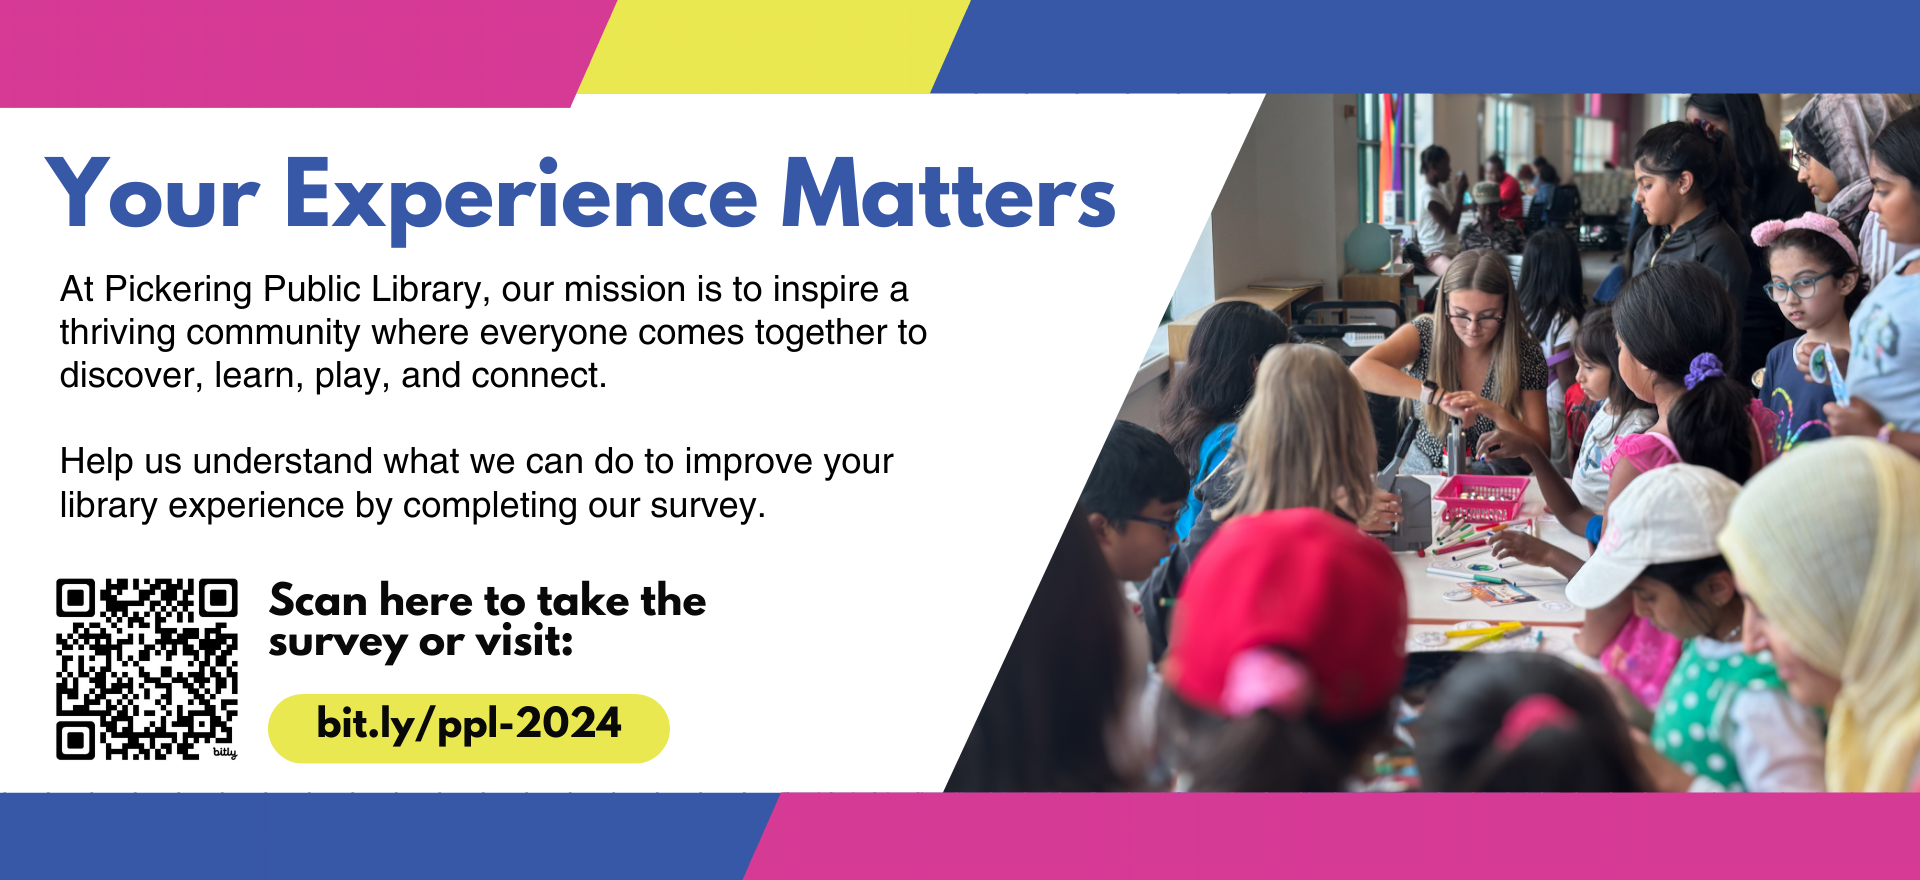 Your Experience Matters
At Pickering Public Library, our mission is to inspire a
thriving community where everyone comes together to
discover, learn, play, and connect.
Help us understand what we can do to improve your
library experience by completing our survey.
Scan here to take the
survey or visit:
bit.ly/ppl-2024
bitly